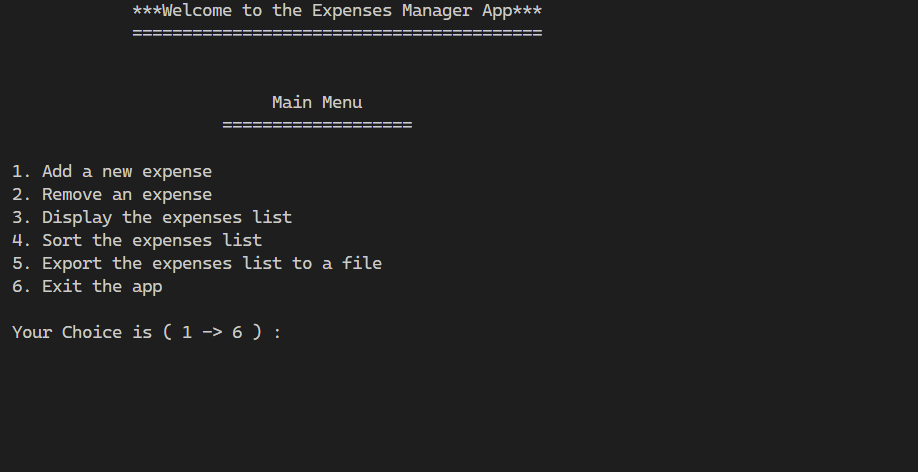 ***Welcome to the Expenses Manager App***
=========================================
Main Menu
===================
1. Add a new expense
2. Remove an expense
3. Display the expenses list
4. Sort the expenses list
5. Export the expenses list to a file
6. Exit the app
Your Choice is ( 1 -> 6 ) :